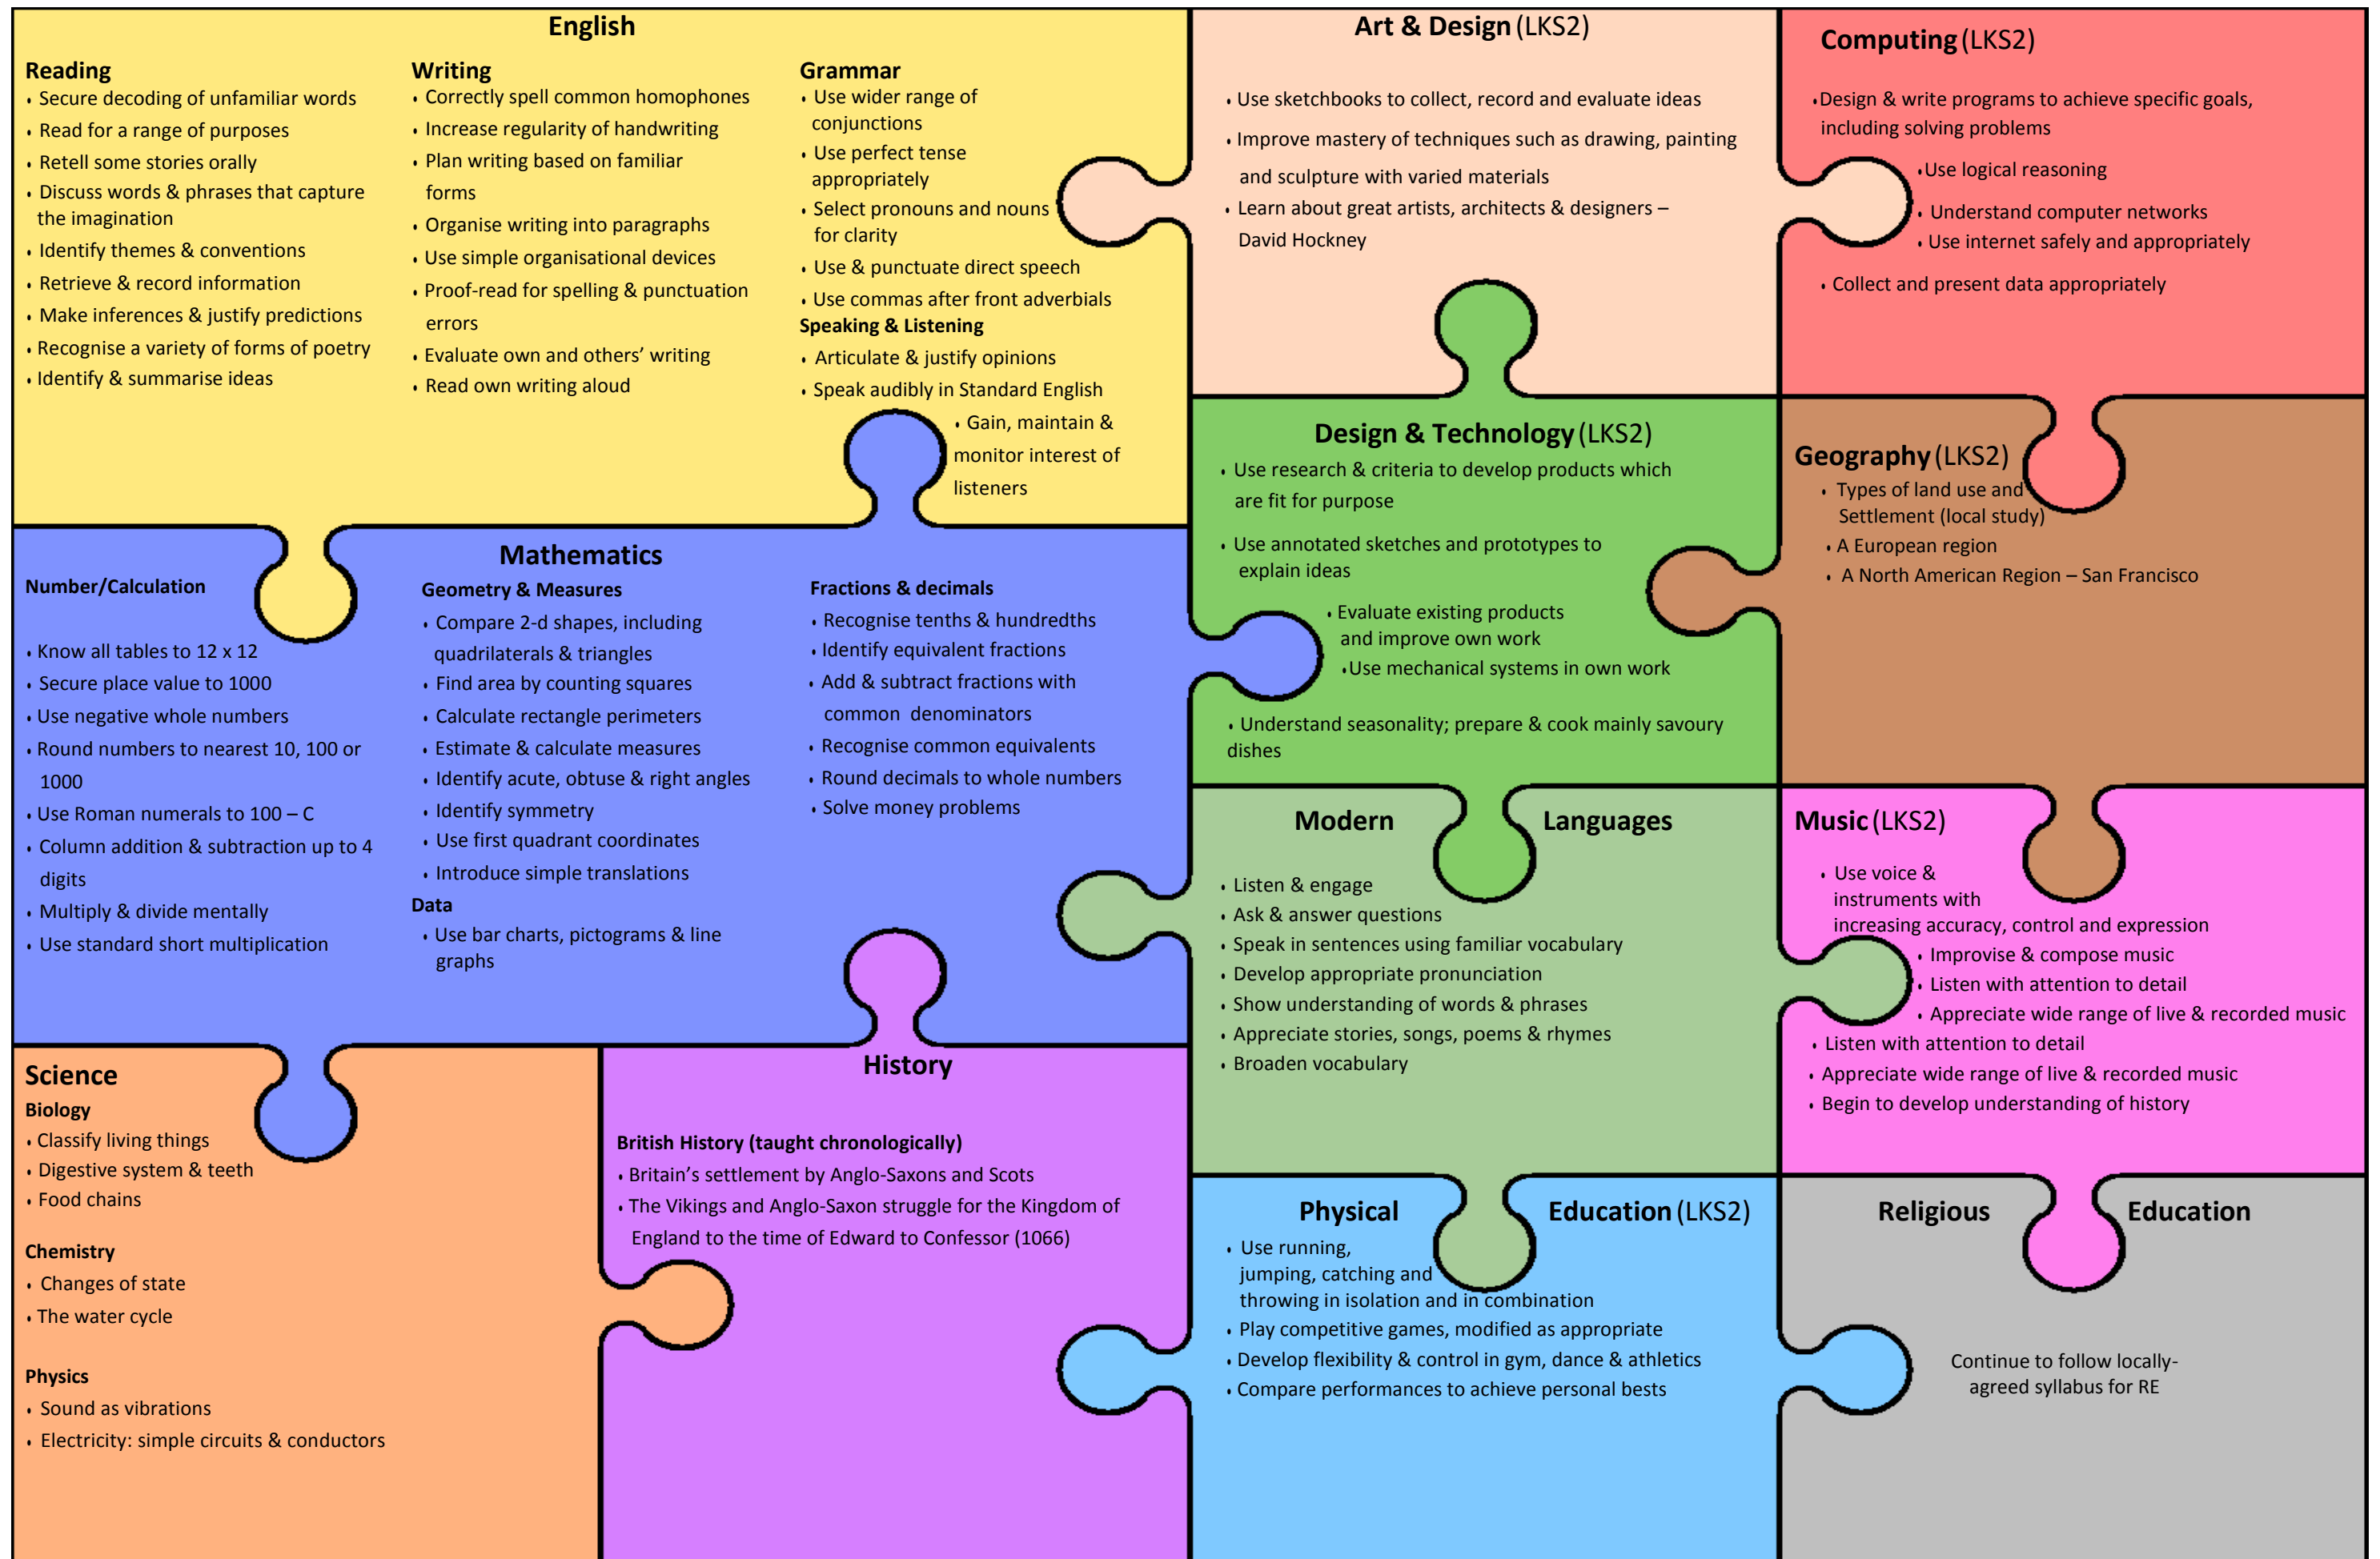 English
Reading
• Secure decoding of unfamiliar words
• Read for a range of purposes
• Retell some stories orally
• Discuss words & phrases that capture
the imagination
• Identify themes & conventions
• Retrieve & record information
• Make inferences & justify predictions
• Recognise a variety of forms of poetry
• Identify & summarise ideas
Writing
• Correctly spell common homophones
• Increase regularity of handwriting
• Plan writing based on familiar
forms
• Organise writing into paragraphs
• Use simple organisational devices
• Proof-read for spelling & punctuation
errors
• Evaluate own and others’ writing
• Read own writing aloud
Grammar
• Use wider range of
conjunctions
• Use perfect tense
appropriately
• Select pronouns and nouns
for clarity
• Use & punctuate direct speech
• Use commas after front adverbials
Speaking & Listening
• Articulate & justify opinions
• Speak audibly in Standard English
• Gain, maintain &
monitor interest of
listeners
Art & Design (LKS2)
• Use sketchbooks to collect, record and evaluate ideas
• Improve mastery of techniques such as drawing, painting
and sculpture with varied materials
• Learn about great artists, architects & designers –
David Hockney
Computing (LKS2)
• Design & write programs to achieve specific goals,
including solving problems
• Use logical reasoning
• Understand computer networks
• Use internet safely and appropriately
• Collect and present data appropriately
Mathematics
Number/Calculation
• Know all tables to 12 x 12
• Secure place value to 1000
• Use negative whole numbers
• Round numbers to nearest 10, 100 or
1000
• Use Roman numerals to 100 – C
• Column addition & subtraction up to 4
digits
• Multiply & divide mentally
• Use standard short multiplication
Geometry & Measures
• Compare 2-d shapes, including
quadrilaterals & triangles
• Find area by counting squares
• Calculate rectangle perimeters
• Estimate & calculate measures
• Identify acute, obtuse & right angles
• Identify symmetry
• Use first quadrant coordinates
• Introduce simple translations
Data
• Use bar charts, pictograms & line
graphs
Fractions & decimals
• Recognise tenths & hundredths
• Identify equivalent fractions
• Add & subtract fractions with
common denominators
• Recognise common equivalents
• Round decimals to whole numbers
• Solve money problems
Design & Technology (LKS2)
• Use research & criteria to develop products which
are fit for purpose
• Use annotated sketches and prototypes to
explain ideas
• Evaluate existing products
and improve own work
• Use mechanical systems in own work
• Understand seasonality; prepare & cook mainly savoury
dishes
Geography (LKS2)
• Types of land use and
Settlement (local study)
• A European region
• A North American Region – San Francisco
Modern Languages
• Listen & engage
• Ask & answer questions
• Speak in sentences using familiar vocabulary
• Develop appropriate pronunciation
• Show understanding of words & phrases
• Appreciate stories, songs, poems & rhymes
• Broaden vocabulary
Music (LKS2)
• Use voice &
instruments with
increasing accuracy, control and expression
• Improvise & compose music
• Listen with attention to detail
• Appreciate wide range of live & recorded music
• Listen with attention to detail
• Appreciate wide range of live & recorded music
• Begin to develop understanding of history
Science
Biology
• Classify living things
• Digestive system & teeth
• Food chains
Chemistry
• Changes of state
• The water cycle
Physics
• Sound as vibrations
• Electricity: simple circuits & conductors
History
British History (taught chronologically)
• Britain’s settlement by Anglo-Saxons and Scots
• The Vikings and Anglo-Saxon struggle for the Kingdom of
England to the time of Edward to Confessor (1066)
Physical Education (LKS2)
• Use running,
jumping, catching and
throwing in isolation and in combination
• Play competitive games, modified as appropriate
• Develop flexibility & control in gym, dance & athletics
• Compare performances to achieve personal bests
Religious Education
Continue to follow locally-
agreed syllabus for RE